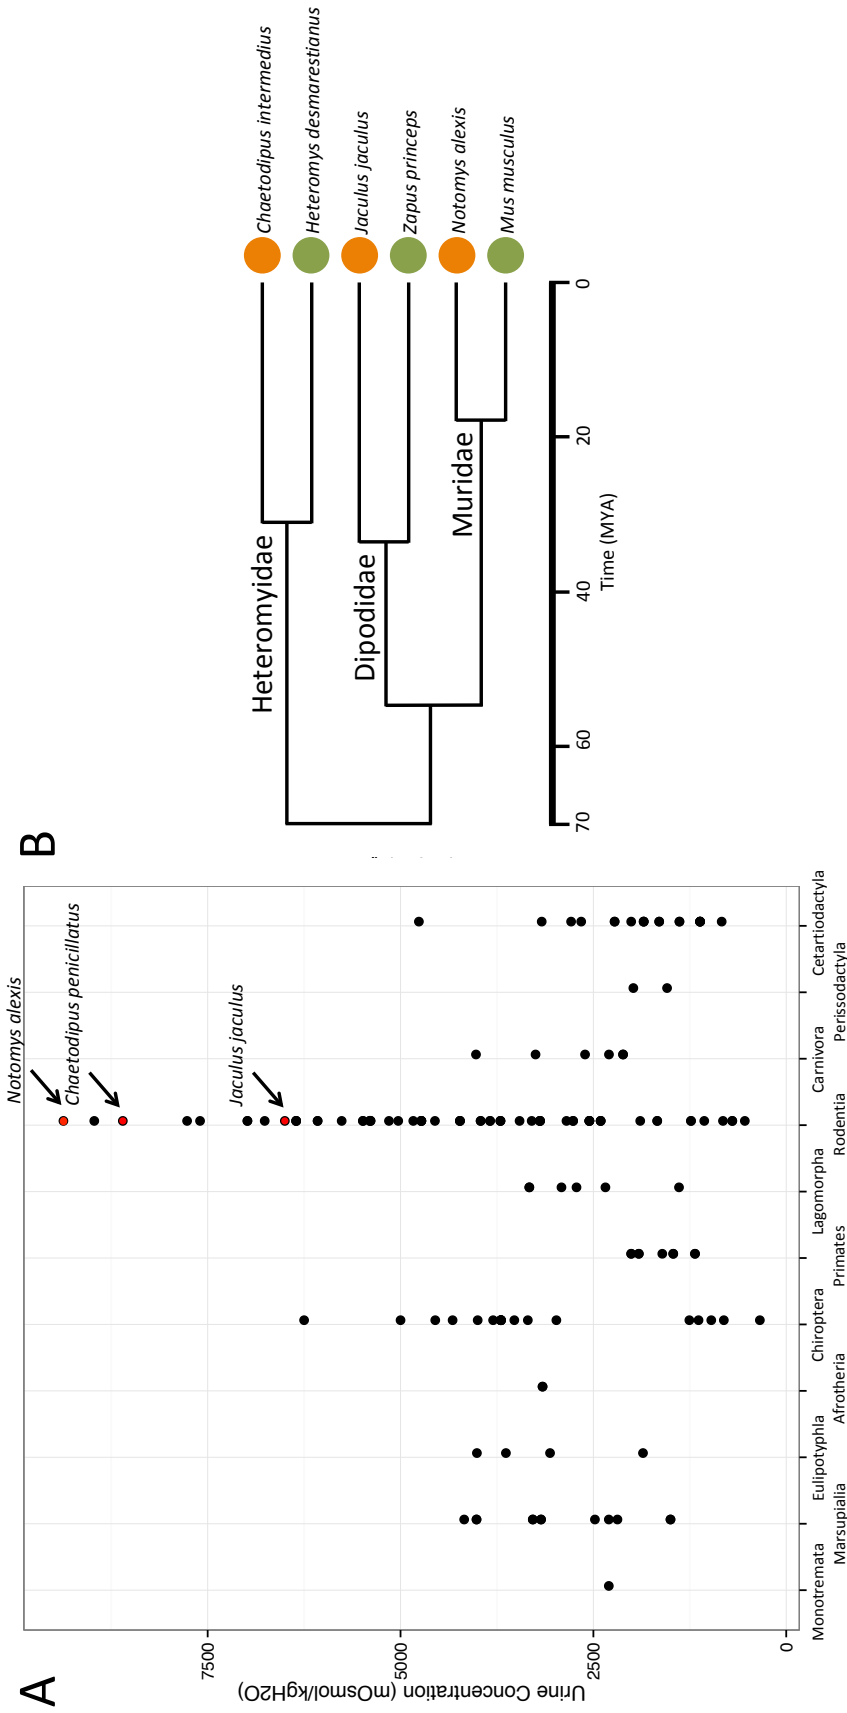 A
Urine Concentration (mOsmol/kgH2O)
7500
5000
2500
0
Notomys alexis
Chaetodipus penicillatus
Jaculus jaculus
Monotremata
Marsupialia
Eulipotyphla
Afrotheria
Chiroptera
Primates
Lagomorpha
Rodentia
Carnivora
Perissodactyla
Cetartiodactyla
B
Heteromyidae
Dipodidae
Muridae
Chaetodipus intermedius
Heteromys desmarestianus
Jaculus jaculus
Zapus princeps
Notomys alexis
Mus musculus
70
60
40
20
0
Time (MYA)